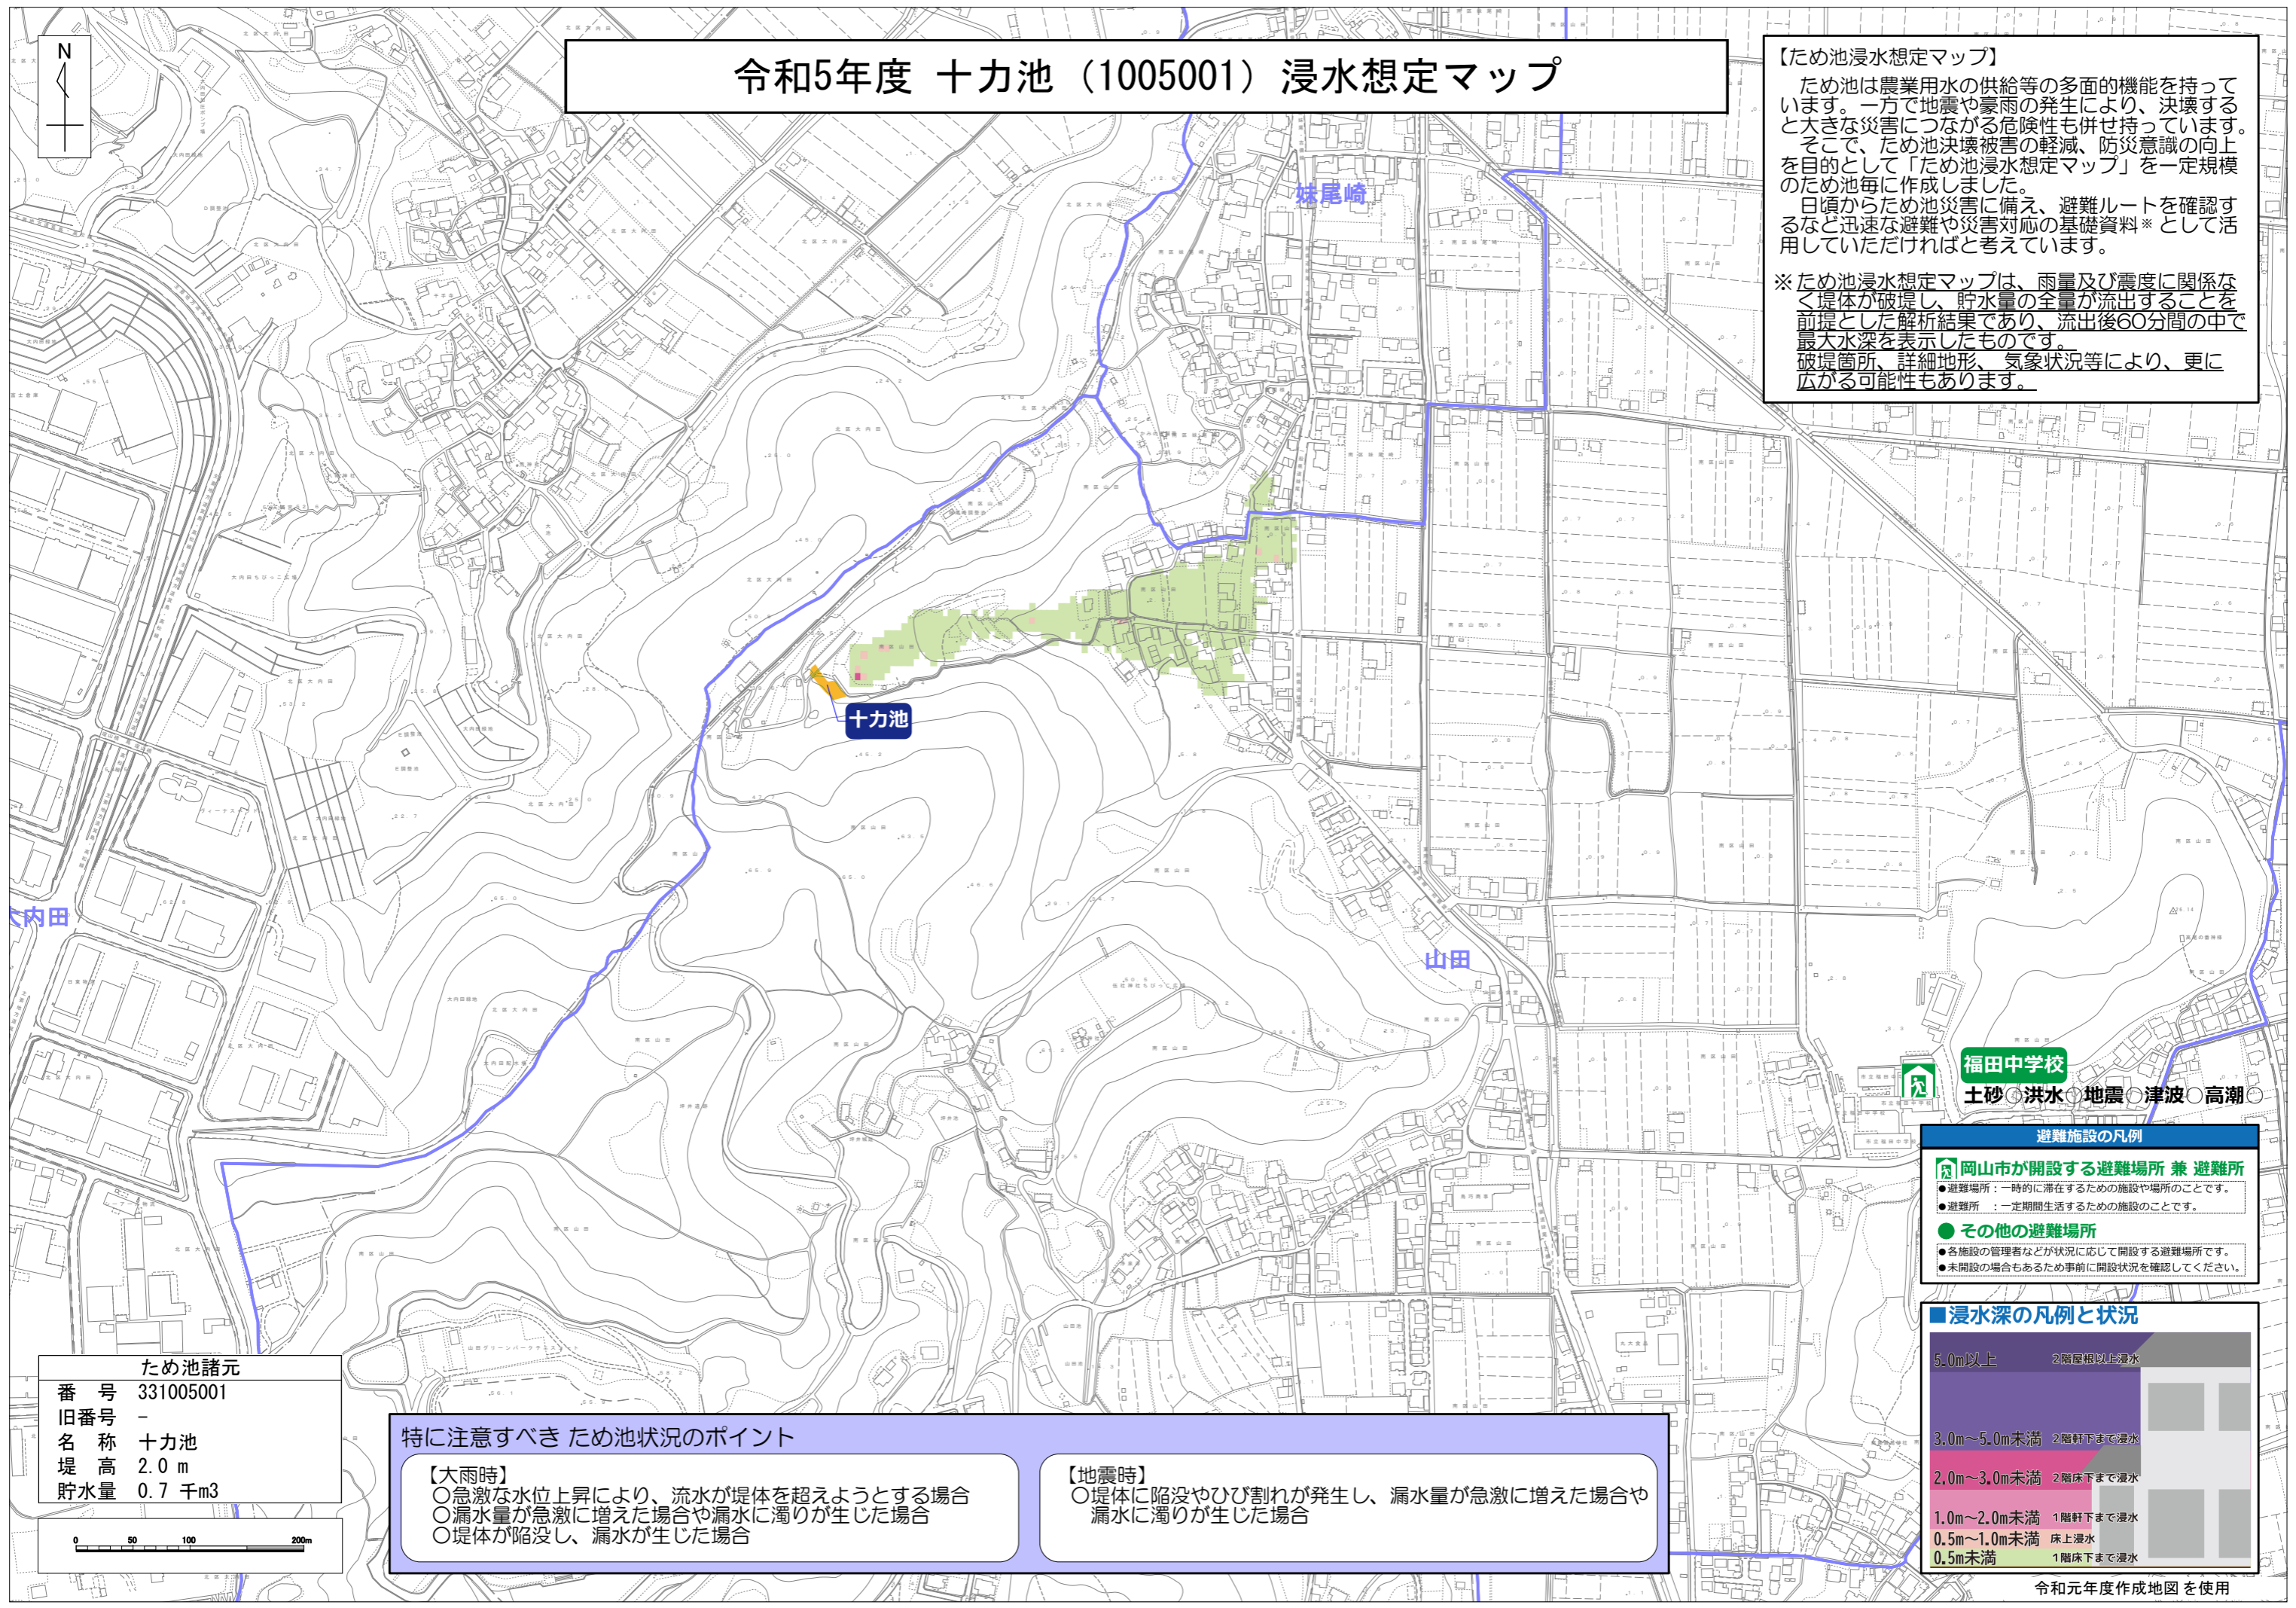 N
令和5年度 十力池（1005001）浸水想定マップ
【ため池浸水想定マップ】
ため池は農業用水の供給等の多面的機能を持って
います。一方で地震や豪雨の発生により、決壊する
と大きな災害につながる危険性も併せ持っています。
そこで、ため池決壊被害の軽減、防災意識の向上
を目的として「ため池浸水想定マップ」を一定規模
のため池毎に作成しました。
日頃からため池災害に備え、避難ルートを確認す
るなど迅速な避難や災害対応の基礎資料※として活
用していただければと考えています。
※ため池浸水想定マップは、雨量及び震度に関係な
く堤体が破堤し、貯水量の全量が流出することを
前提とした解析結果であり、流出後60分間の中で
最大水深を表示したものです。
破堤箇所、詳細地形、気象状況等により、更に
広がる可能性もあります。
妹尾崎
十力池
大内田
山田
福田中学校
土砂○洪水○地震○津波○高潮○
避難施設の凡例
岡山市が開設する避難場所 兼 避難所
●避難場所：一時的に滞在するための施設や場所のことです。
●避難所　：一定期間生活するための施設のことです。
● その他の避難場所
●各施設の管理者などが状況に応じて開設する避難場所です。
●未開設の場合もあるため事前に開設状況を確認してください。
■浸水深の凡例と状況
5.0m以上 2階屋根以上浸水
3.0m～5.0m未満 2階軒下まで浸水
2.0m～3.0m未満 2階床下まで浸水
1.0m～2.0m未満 1階軒下まで浸水
0.5m～1.0m未満 床上浸水
0.5m未満 1階床下まで浸水
令和元年度作成地図を使用
ため池諸元
番　号 331005001
旧番号 -
名　称 十力池
堤　高 2.0 m
貯水量 0.7 千m3
0 50 100 200m
特に注意すべき ため池状況のポイント
【大雨時】
○急激な水位上昇により、流水が堤体を超えようとする場合
○漏水量が急激に増えた場合や漏水に濁りが生じた場合
○堤体が陥没し、漏水が生じた場合
【地震時】
○堤体に陥没やひび割れが発生し、漏水量が急激に増えた場合や
漏水に濁りが生じた場合